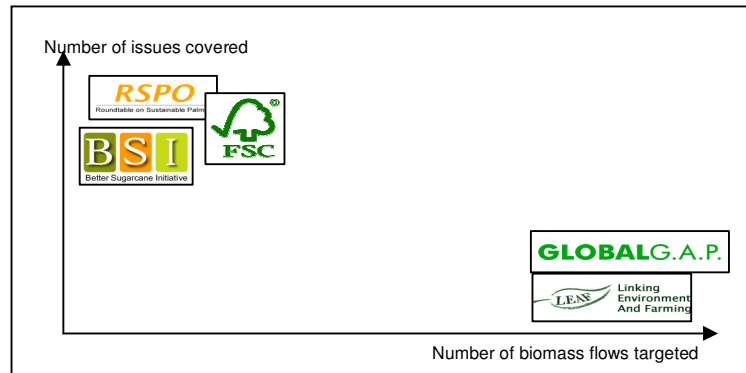 Number of issues covered
RSPO
Roundtable on Sustainable Palm
®
FSC
BSI
Better Sugarcane Initiative
GLOBALG.A.P.
LEAF
Linking
Environment
And Farming
Number of biomass flows targeted